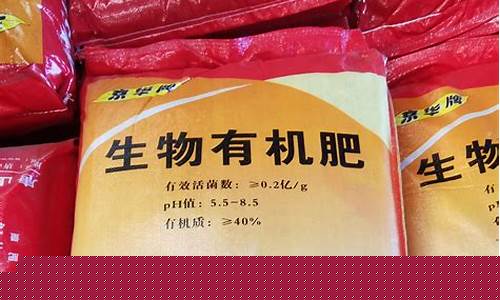 京华牌
生物有机肥
有效活菌数：≥0.2亿/g
pH值：5.5-8.5
有机质：≥40%
京华牌
生物